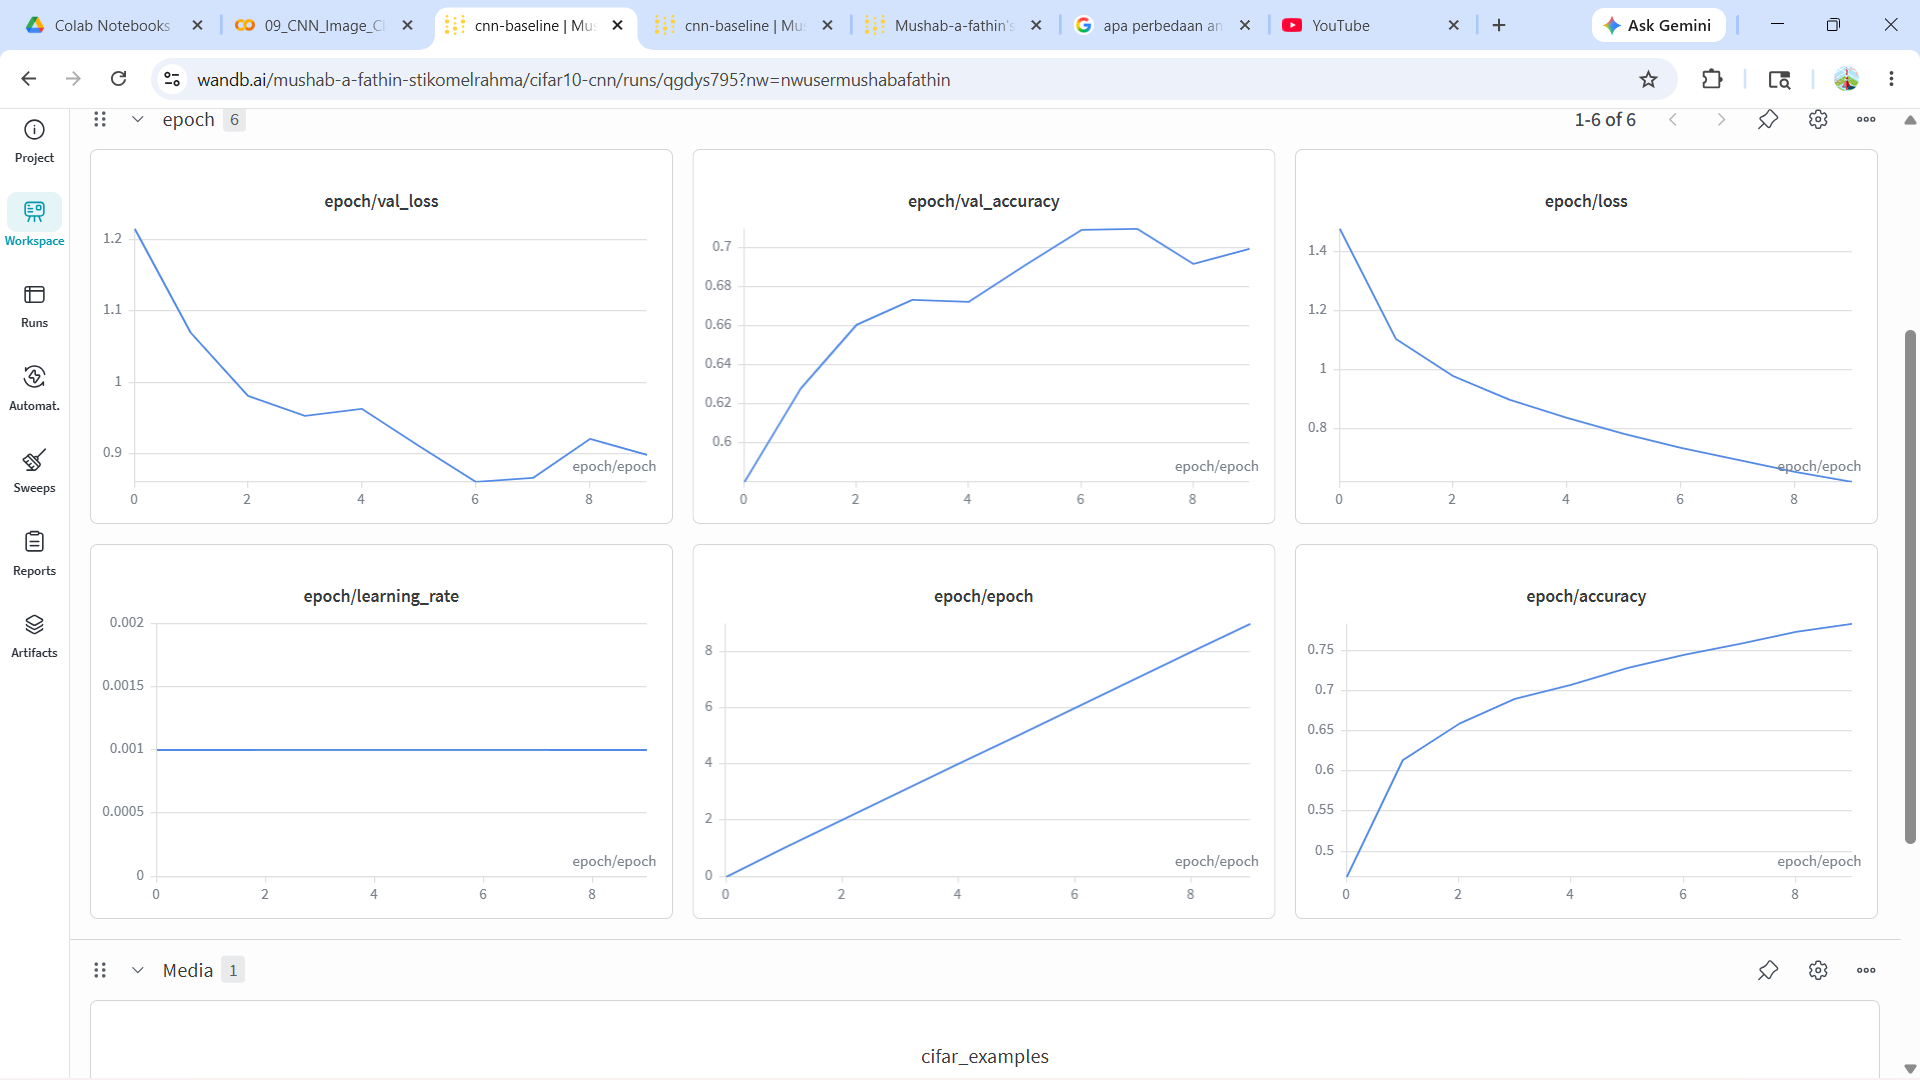 Colab Notebooks
09_CNN_Image_Cl
cnn-baseline | Mus
cnn-baseline | Mus
Mushab-a-fathin's
apa perbedaan an
YouTube
Ask Gemini
wandb.ai/mushab-a-fathin-stikomelrahma/cifar10-cnn/runs/qgdys795?nw=nwusermushabafathin
Project
Workspace
Runs
Automat.
Sweeps
Reports
Artifacts
epoch 6
1-6 of 6
epoch/val_loss
1.2
1.1
1
0.9
epoch/epoch
0 2 4 6 8
epoch/val_accuracy
0.7
0.68
0.66
0.64
0.62
0.6
epoch/epoch
0 2 4 6 8
epoch/loss
1.4
1.2
1
0.8
epoch/epoch
0 2 4 6 8
epoch/learning_rate
0.002
0.0015
0.001
0.0005
0
epoch/epoch
0 2 4 6 8
epoch/epoch
8
6
4
2
0
epoch/epoch
0 2 4 6 8
epoch/accuracy
0.75
0.7
0.65
0.6
0.55
0.5
epoch/epoch
0 2 4 6 8
Media 1
cifar_examples